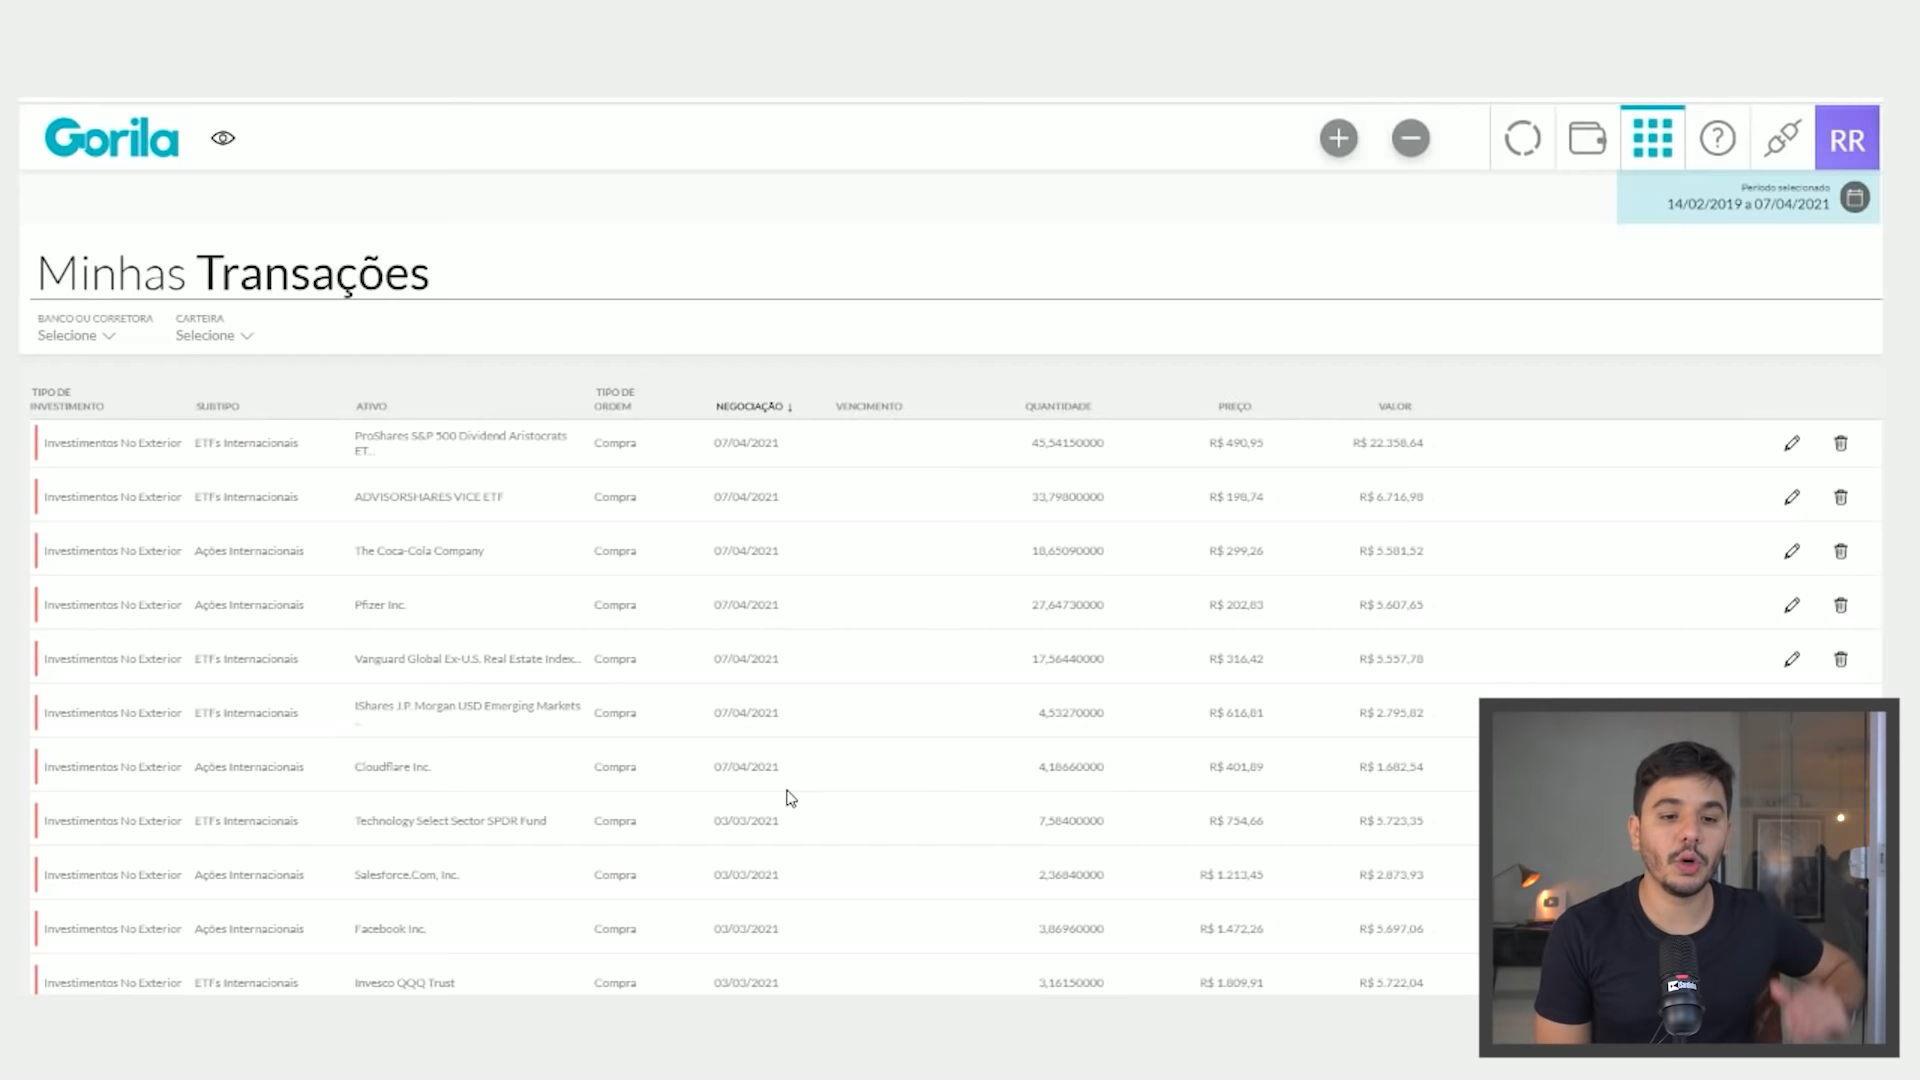 Gorila
RR
Período selecionado
14/02/2019 a 07/04/2021
Minhas Transações
BANCO OU CORRETORA CARTEIRA
Selecione Selecione
TIPO DE INVESTIMENTO SUBTIPO ATIVO TIPO DE ORDEM NEGOCIAÇÃO ↓ VENCIMENTO QUANTIDADE PREÇO VALOR
Investimentos No Exterior ETFs Internacionais ProShares S&P 500 Dividend Aristocrats ET... Compra 07/04/2021 45,54150000 R$ 490,95 R$ 22.358,64
Investimentos No Exterior ETFs Internacionais ADVISORSHARES VICE ETF Compra 07/04/2021 33,79800000 R$ 198,74 R$ 6.716,98
Investimentos No Exterior Ações Internacionais The Coca-Cola Company Compra 07/04/2021 18,65090000 R$ 299,26 R$ 5.581,52
Investimentos No Exterior Ações Internacionais Pfizer Inc. Compra 07/04/2021 27,64730000 R$ 202,83 R$ 5.607,65
Investimentos No Exterior ETFs Internacionais Vanguard Global Ex-U.S. Real Estate Index... Compra 07/04/2021 17,56440000 R$ 316,42 R$ 5.557,78
Investimentos No Exterior ETFs Internacionais IShares J.P. Morgan USD Emerging Markets ... Compra 07/04/2021 4,53270000 R$ 616,81 R$ 2.795,82
Investimentos No Exterior Ações Internacionais Cloudflare Inc. Compra 07/04/2021 4,18660000 R$ 401,89 R$ 1.682,54
Investimentos No Exterior ETFs Internacionais Technology Select Sector SPDR Fund Compra 03/03/2021 7,58400000 R$ 754,66 R$ 5.723,35
Investimentos No Exterior Ações Internacionais Salesforce.Com, Inc. Compra 03/03/2021 2,36840000 R$ 1.213,45 R$ 2.873,93
Investimentos No Exterior Ações Internacionais Facebook Inc. Compra 03/03/2021 3,86960000 R$ 1.472,26 R$ 5.697,06
Investimentos No Exterior ETFs Internacionais Invesco QQQ Trust Compra 03/03/2021 3,16150000 R$ 1.809,91 R$ 5.722,04